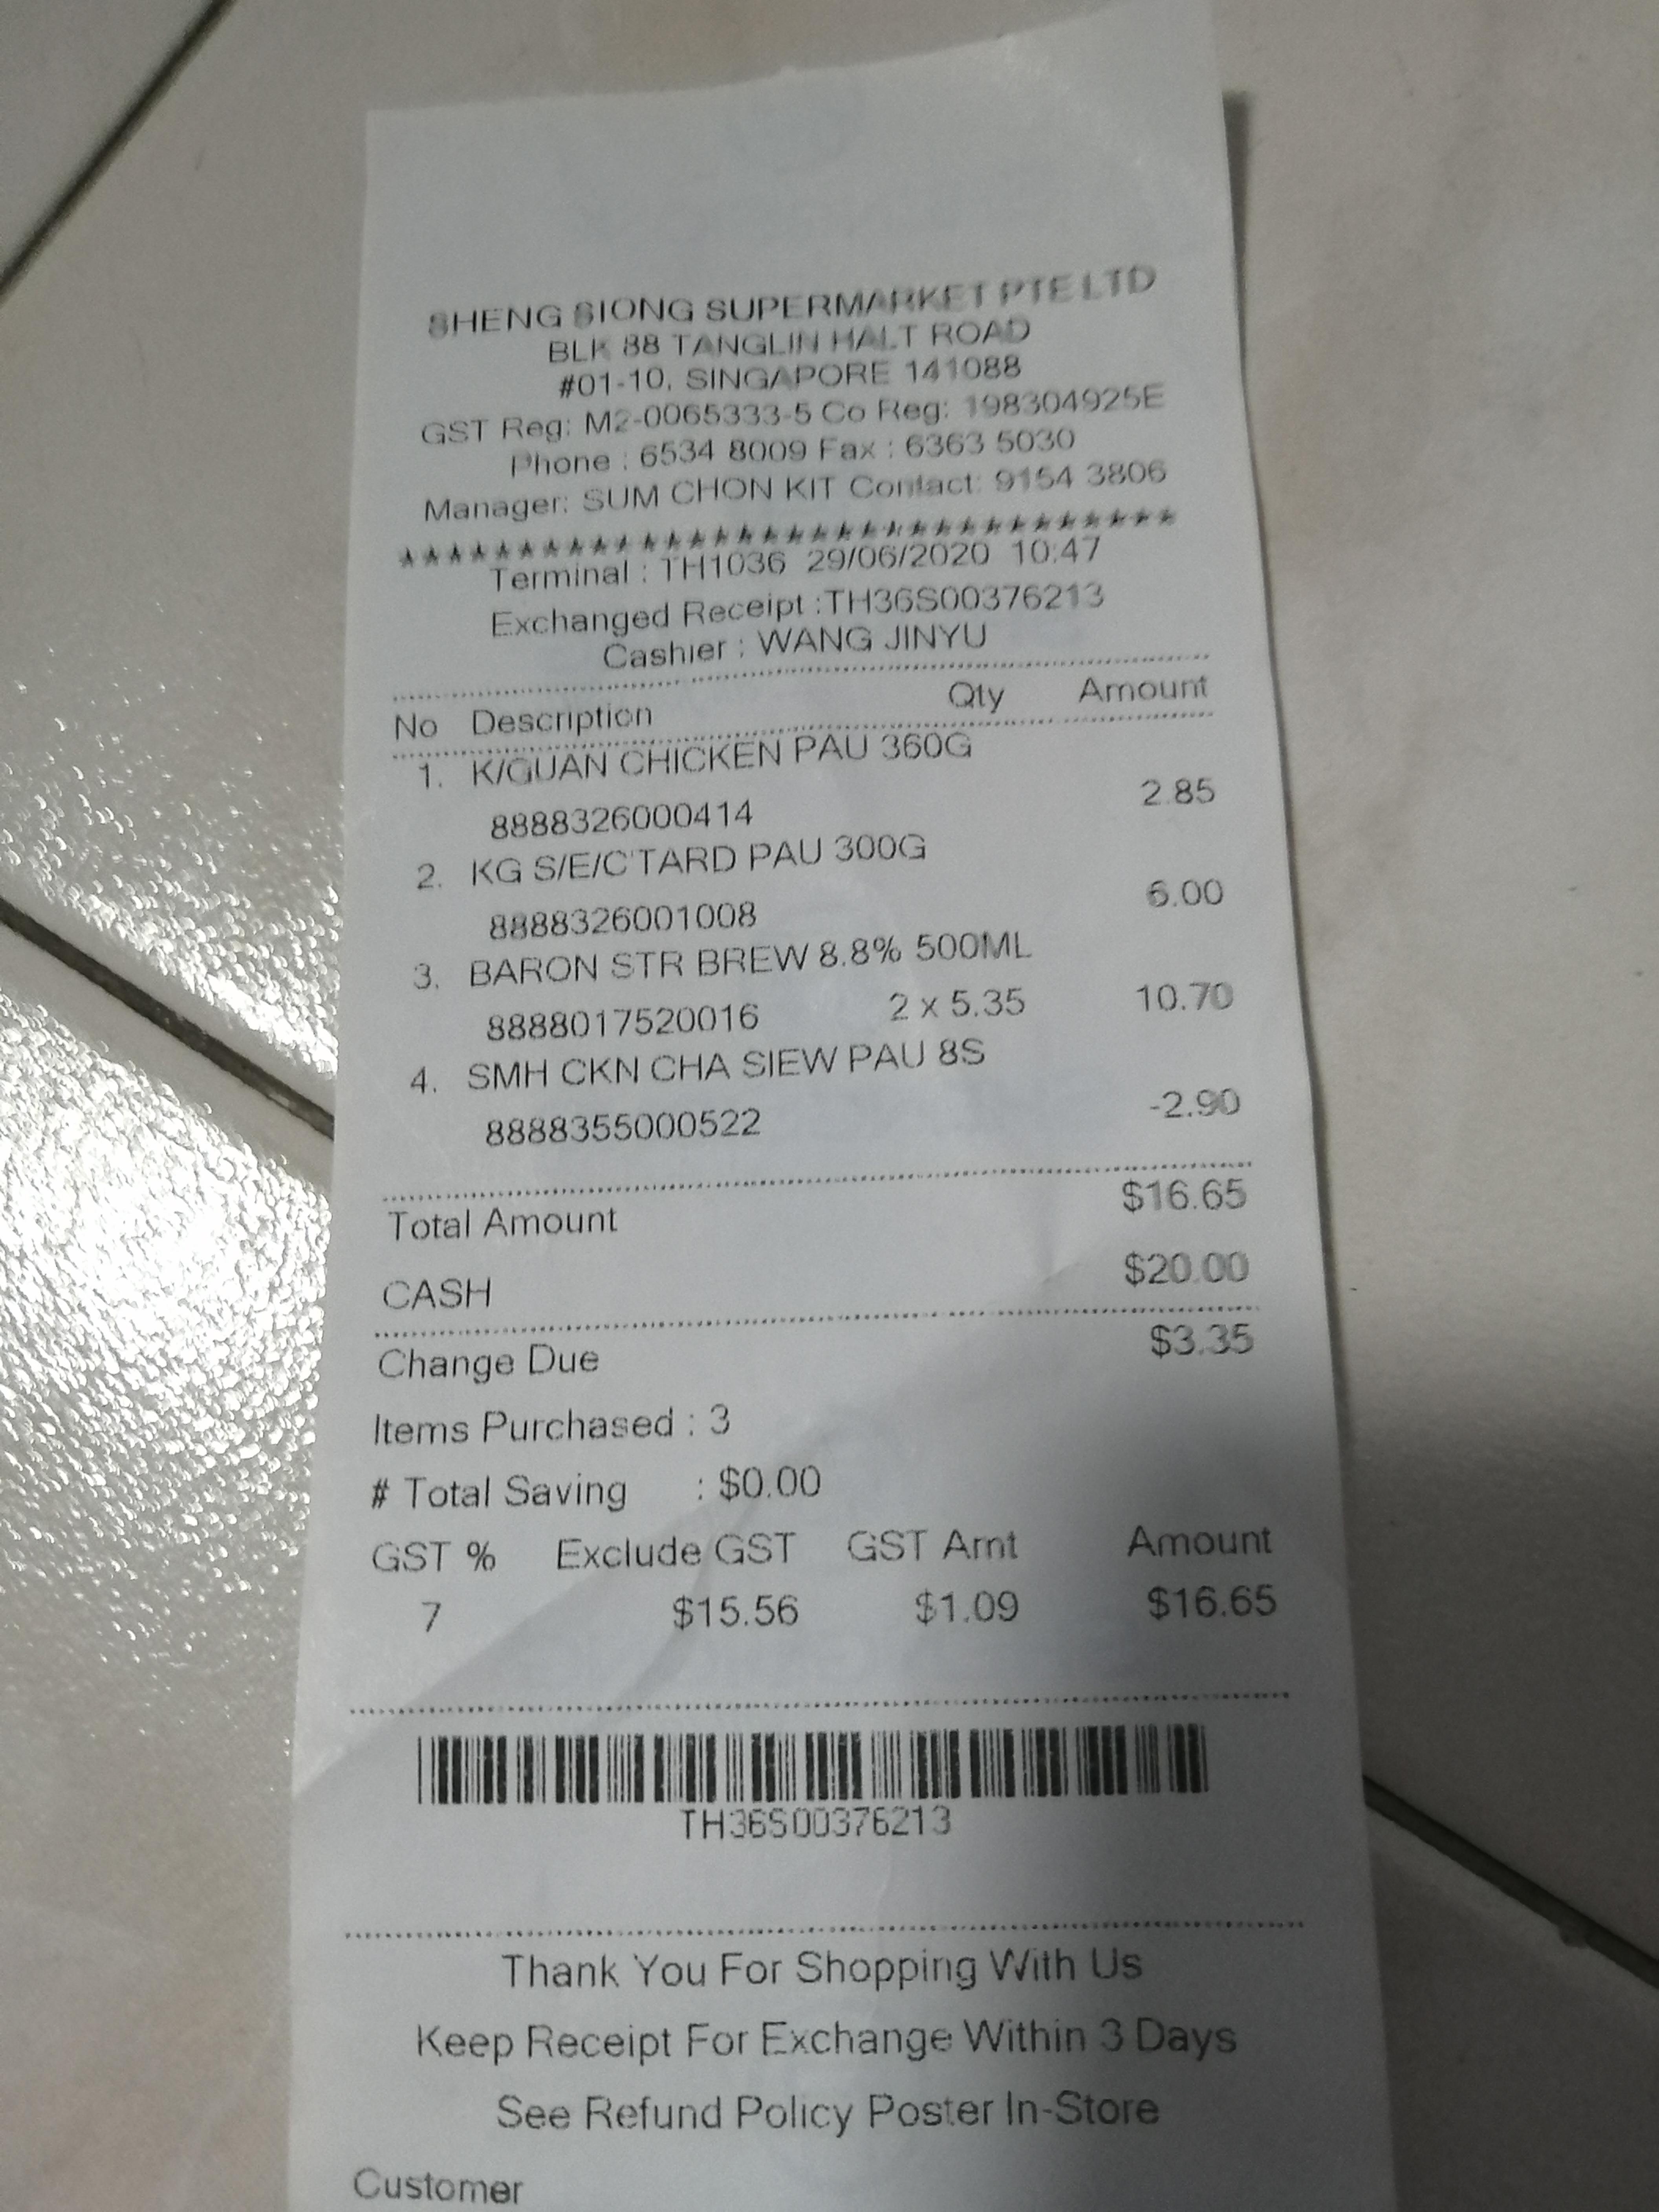 SHENG SIONG SUPERMARKET PTE LTD
BLK 88 TANGLIN HALT ROAD
#01-10, SINGAPORE 141088
GST Reg: M2-0065333-5 Co Reg: 198304925E
Phone : 6534 8009 Fax : 6363 5030
Manager: SUM CHON KIT Contact: 9154 3806
********************************
Terminal : TH1036 29/06/2020 10:47
Exchanged Receipt :TH36S00376213
Cashier : WANG JINYU
No Description Qty Amount
1. K/GUAN CHICKEN PAU 360G
8888326000414 2.85
2. KG S/E/C'TARD PAU 300G
8888326001008 6.00
3. BARON STR BREW 8.8% 500ML
8888017520016 2 x 5.35 10.70
4. SMH CKN CHA SIEW PAU 8S
8888355000522 -2.90
Total Amount $16.65
CASH $20.00
Change Due $3.35
Items Purchased : 3
# Total Saving : $0.00
GST % Exclude GST GST Amt Amount
7 $15.56 $1.09 $16.65
TH36S00376213
Thank You For Shopping With Us
Keep Receipt For Exchange Within 3 Days
See Refund Policy Poster In-Store
Customer